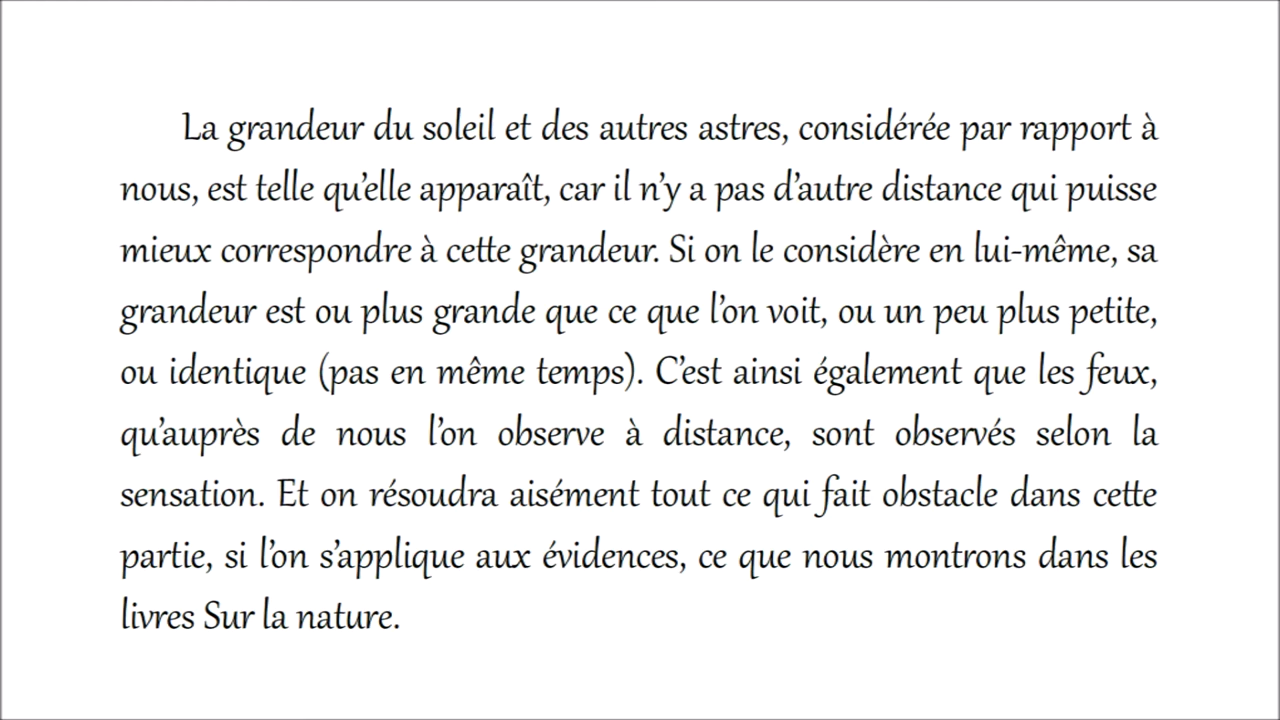 La grandeur du soleil et des autres astres, considérée par rapport à
nous, est telle qu’elle apparaît, car il n’y a pas d’autre distance qui puisse
mieux correspondre à cette grandeur. Si on le considère en lui-même, sa
grandeur est ou plus grande que ce que l’on voit, ou un peu plus petite,
ou identique (pas en même temps). C’est ainsi également que les feux,
qu’auprès de nous l’on observe à distance, sont observés selon la
sensation. Et on résoudra aisément tout ce qui fait obstacle dans cette
partie, si l’on s’applique aux évidences, ce que nous montrons dans les
livres Sur la nature.